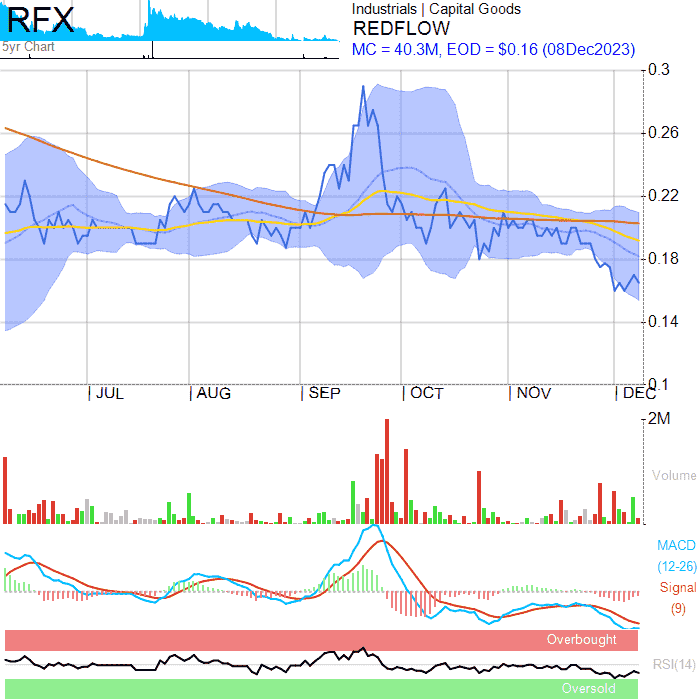 RFX
5yr Chart
Industrials | Capital Goods
REDFLOW
MC = 40.3M, EOD = $0.16 (08Dec2023)
0.3
0.26
0.22
0.18
0.14
0.1
JUL AUG SEP OCT NOV DEC
2M
Volume
MACD
(12-26)
Signal
(9)
Overbought
RSI(14)
Oversold